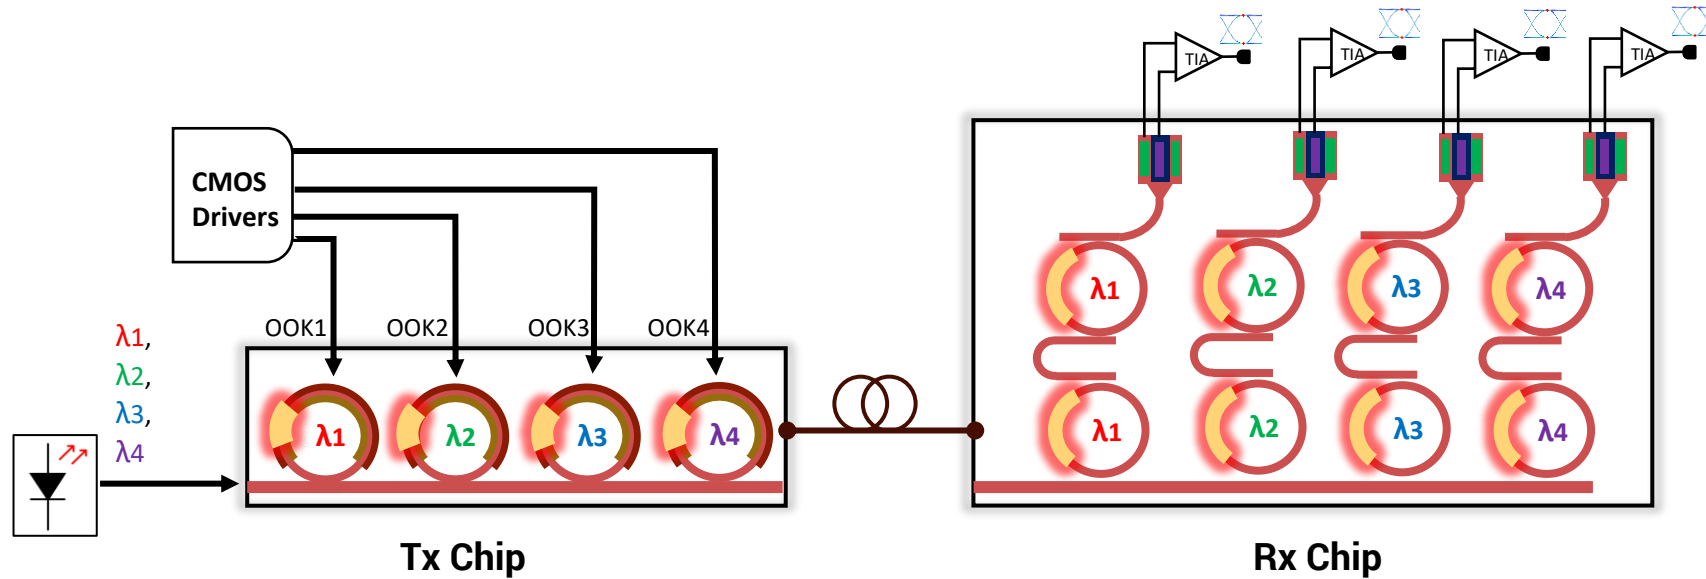 TIA
TIA
TIA
TIA
CMOS
Drivers
OOK1
OOK2
OOK3
OOK4
λ1,
λ2,
λ3,
λ4
λ1
λ2
λ3
λ4
λ1
λ2
λ3
λ4
λ1
λ2
λ3
λ4
Tx Chip
Rx Chip